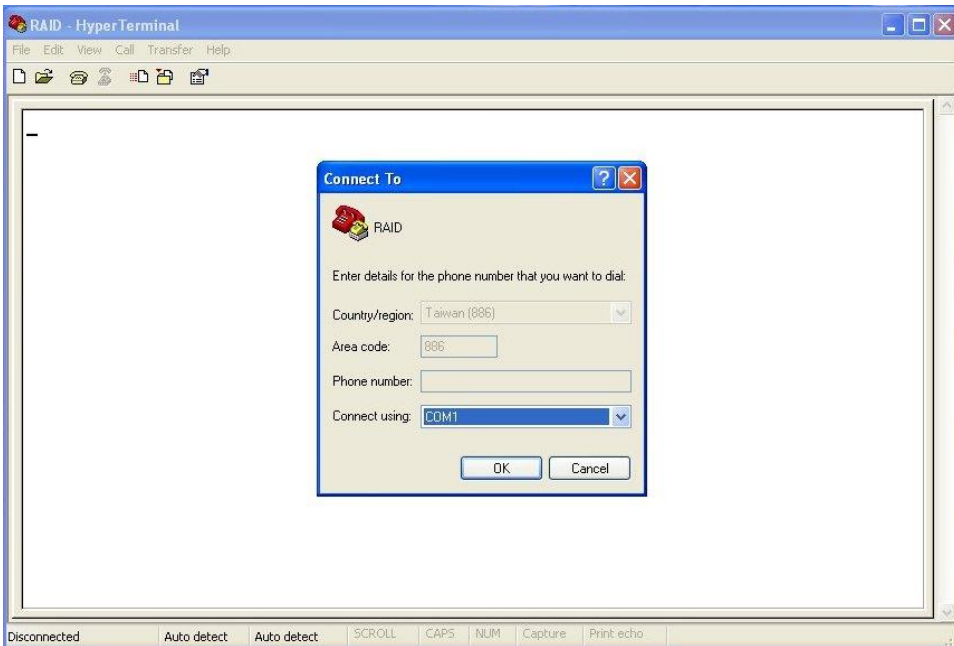 RAID - HyperTerminal
File Edit View Call Transfer Help
Connect To
RAID
Enter details for the phone number that you want to dial:
Country/region: Taiwan (886)
Area code: 886
Phone number:
Connect using: COM1
OK Cancel
Disconnected Auto detect Auto detect SCROLL CAPS NUM Capture Print echo